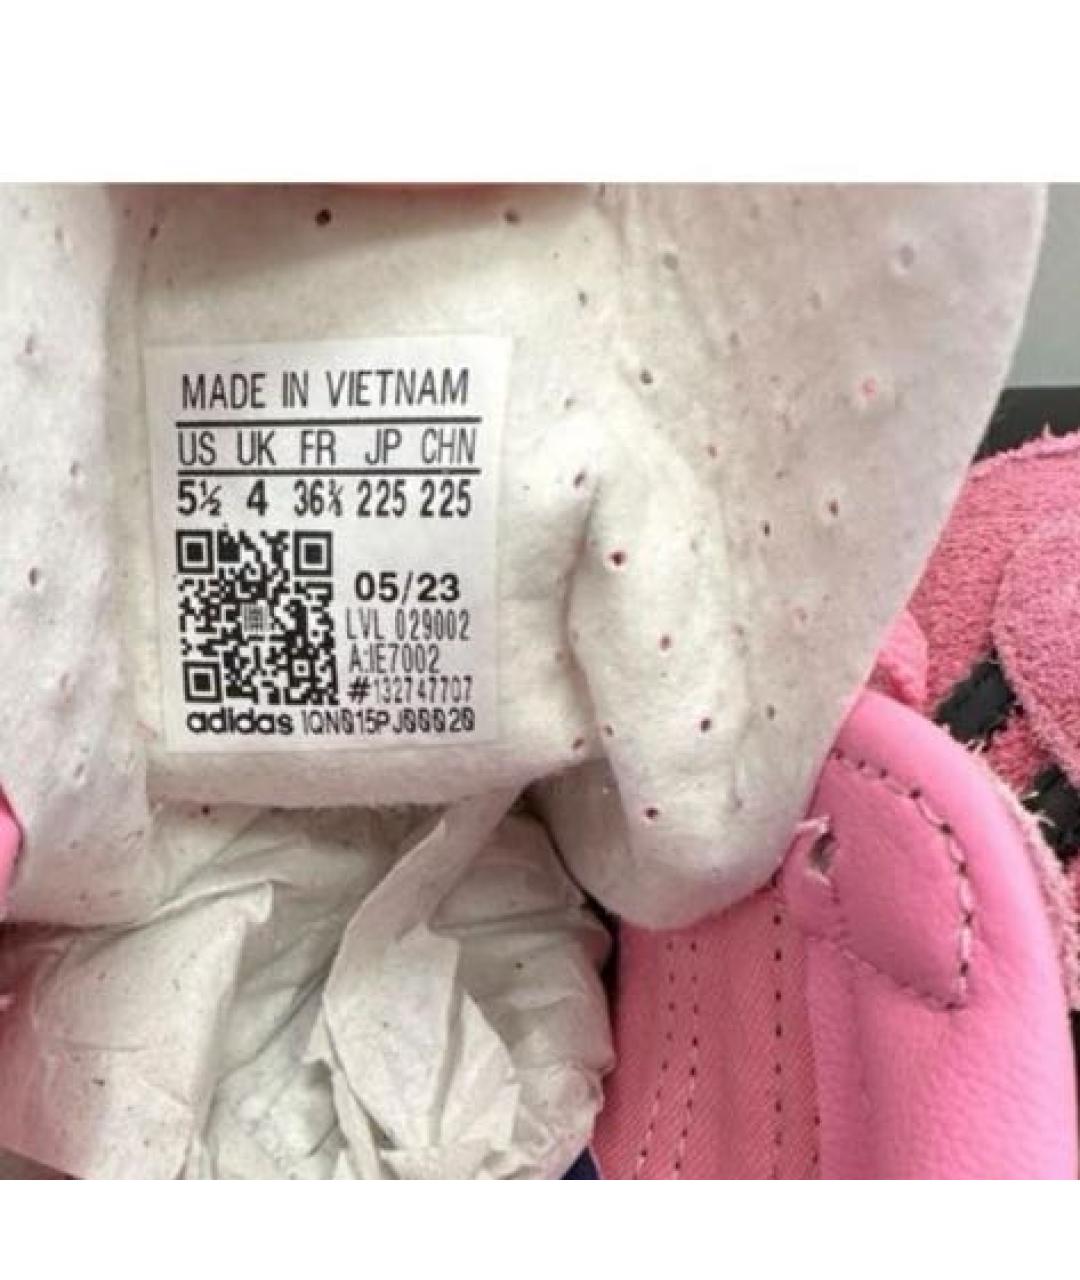 MADE IN VIETNAM
US UK FR JP CHN
5½ 4 36⅔ 225 225
05/23
LVL 029002
A:IE7002
#132747707
adidas 1QN015PJ00020